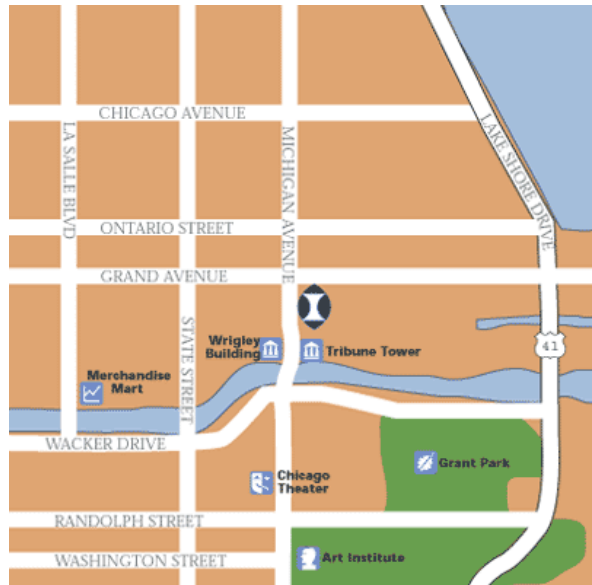 CHICAGO AVENUE
LA SALLE BLVD
MICHIGAN AVENUE
LAKE SHORE DRIVE
ONTARIO STREET
GRAND AVENUE
STATE STREET
Wrigley
Building
Tribune Tower
41
Merchandise
Mart
WACKER DRIVE
Grant Park
Chicago
Theater
RANDOLPH STREET
WASHINGTON STREET
Art Institute